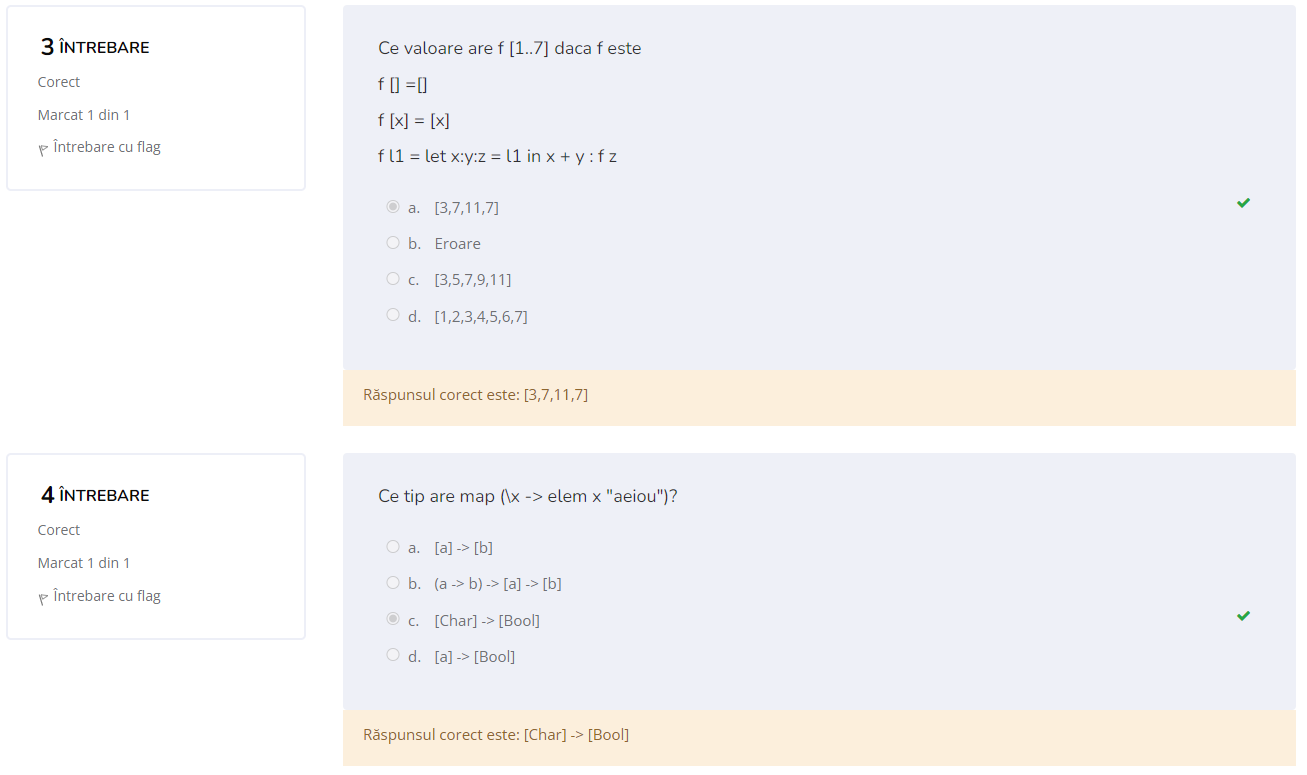 3 ÎNTREBARE
Corect
Marcat 1 din 1
Întrebare cu flag
Ce valoare are f [1..7] daca f este
f [] =[]
f [x] = [x]
f l1 = let x:y:z = l1 in x + y : f z
a. [3,7,11,7]
b. Eroare
c. [3,5,7,9,11]
d. [1,2,3,4,5,6,7]
Răspunsul corect este: [3,7,11,7]
4 ÎNTREBARE
Corect
Marcat 1 din 1
Întrebare cu flag
Ce tip are map (\x -> elem x "aeiou")?
a. [a] -> [b]
b. (a -> b) -> [a] -> [b]
c. [Char] -> [Bool]
d. [a] -> [Bool]
Răspunsul corect este: [Char] -> [Bool]